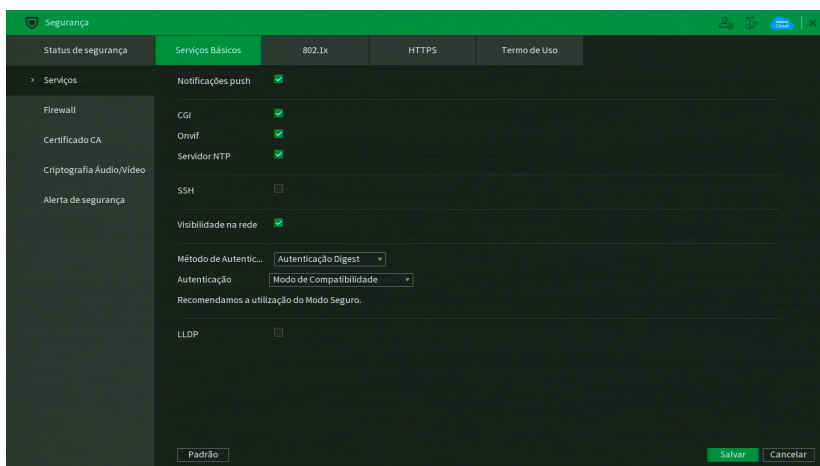 Segurança
Status de segurança
Serviços Básicos
802.1x
HTTPS
Termo de Uso
Serviços
Firewall
Certificado CA
Criptografia Áudio/Vídeo
Alerta de segurança
Notificações push
CGI
Onvif
Servidor NTP
SSH
Visibilidade na rede
Método de Autentic... Autenticação Digest
Autenticação Modo de Compatibilidade
Recomendamos a utilização do Modo Seguro.
LLDP
Padrão
Salvar
Cancelar